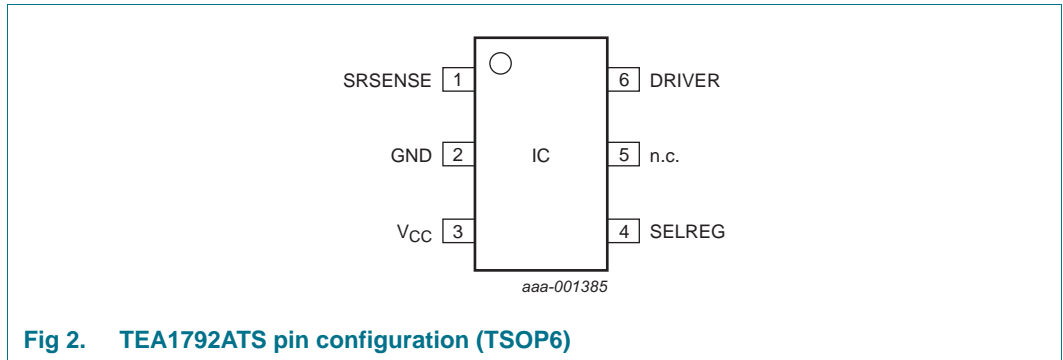 SRSENSE 1 6 DRIVER
GND 2 IC 5 n.c.
VCC 3 4 SELREG
aaa-001385
Fig 2. TEA1792ATS pin configuration (TSOP6)